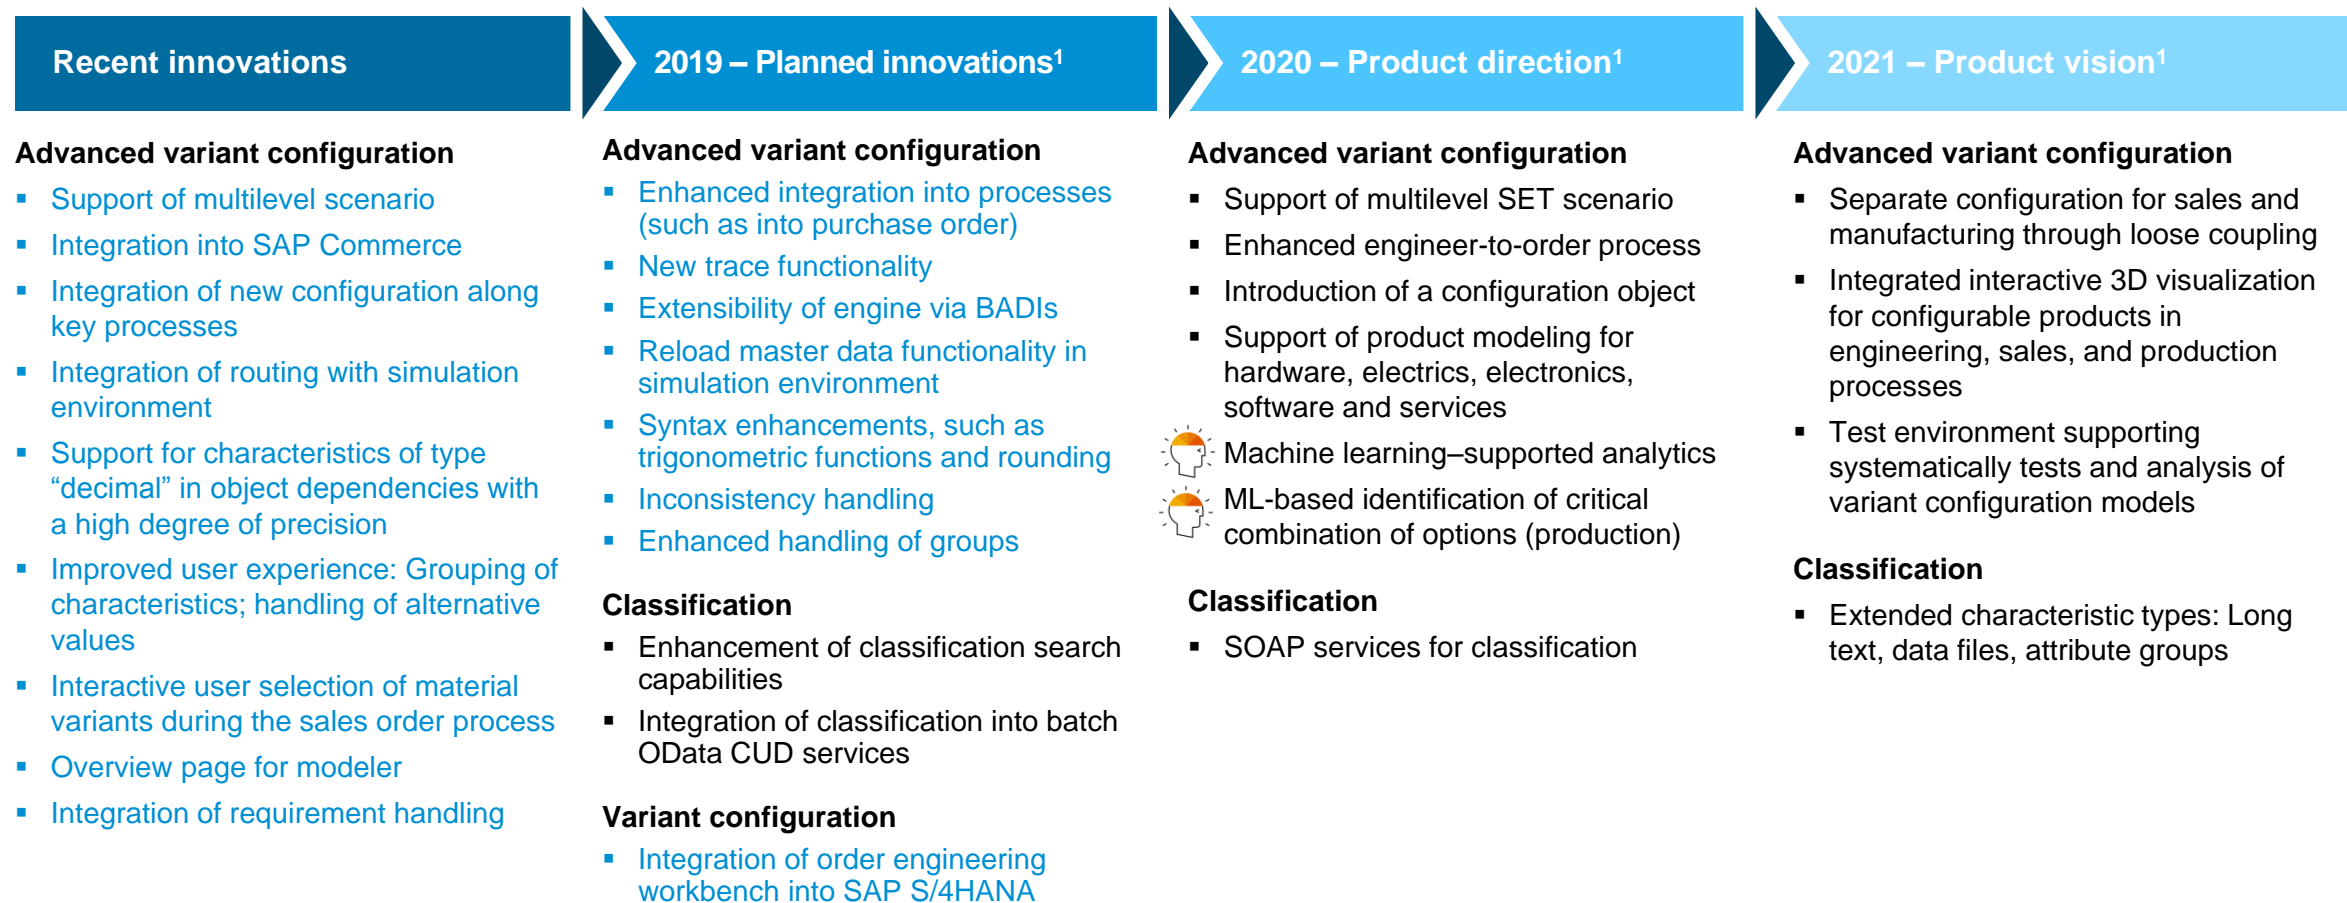 Recent innovations
2019 – Planned innovations¹
2020 – Product direction¹
2021 – Product vision¹
Advanced variant configuration
▪ Support of multilevel scenario
▪ Integration into SAP Commerce
▪ Integration of new configuration along
key processes
▪ Integration of routing with simulation
environment
▪ Support for characteristics of type
“decimal” in object dependencies with
a high degree of precision
▪ Improved user experience: Grouping of
characteristics; handling of alternative
values
▪ Interactive user selection of material
variants during the sales order process
▪ Overview page for modeler
▪ Integration of requirement handling
Advanced variant configuration
▪ Enhanced integration into processes
(such as into purchase order)
▪ New trace functionality
▪ Extensibility of engine via BADIs
▪ Reload master data functionality in
simulation environment
▪ Syntax enhancements, such as
trigonometric functions and rounding
▪ Inconsistency handling
▪ Enhanced handling of groups
Classification
▪ Enhancement of classification search
capabilities
▪ Integration of classification into batch
OData CUD services
Variant configuration
▪ Integration of order engineering
workbench into SAP S/4HANA
Advanced variant configuration
▪ Support of multilevel SET scenario
▪ Enhanced engineer-to-order process
▪ Introduction of a configuration object
▪ Support of product modeling for
hardware, electrics, electronics,
software and services
Machine learning–supported analytics
ML-based identification of critical
combination of options (production)
Classification
▪ SOAP services for classification
Advanced variant configuration
▪ Separate configuration for sales and
manufacturing through loose coupling
▪ Integrated interactive 3D visualization
for configurable products in
engineering, sales, and production
processes
▪ Test environment supporting
systematically tests and analysis of
variant configuration models
Classification
▪ Extended characteristic types: Long
text, data files, attribute groups